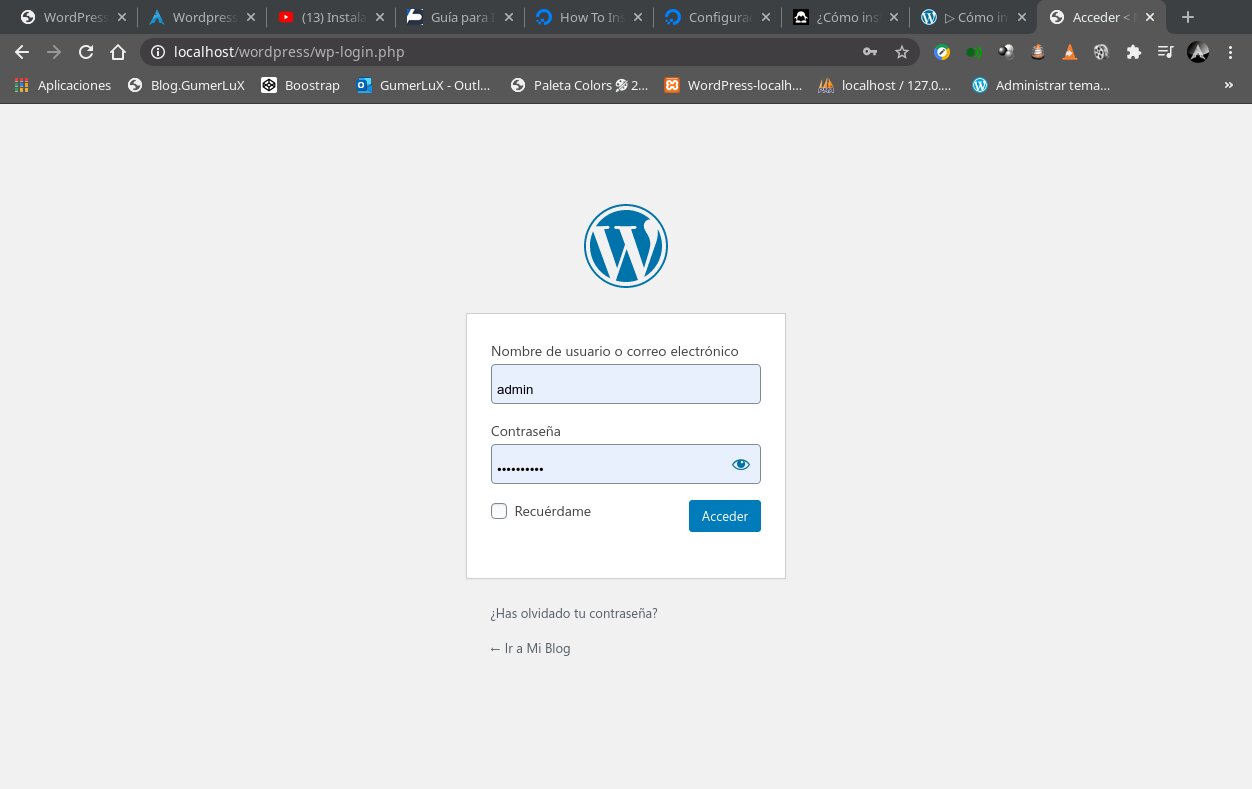 WordPress
Wordpress
(13) Instala
Guía para I
How To Ins
Configurac
¿Cómo ins
▷ Cómo in
Acceder <
localhost/wordpress/wp-login.php
Aplicaciones
Blog.GumerLuX
Boostrap
GumerLuX - Outl...
Paleta Colors 🎨 2...
WordPress-localh...
localhost / 127.0....
Administrar tema...
»
Nombre de usuario o correo electrónico
admin
Contraseña
••••••••••
Recuérdame
Acceder
¿Has olvidado tu contraseña?
← Ir a Mi Blog